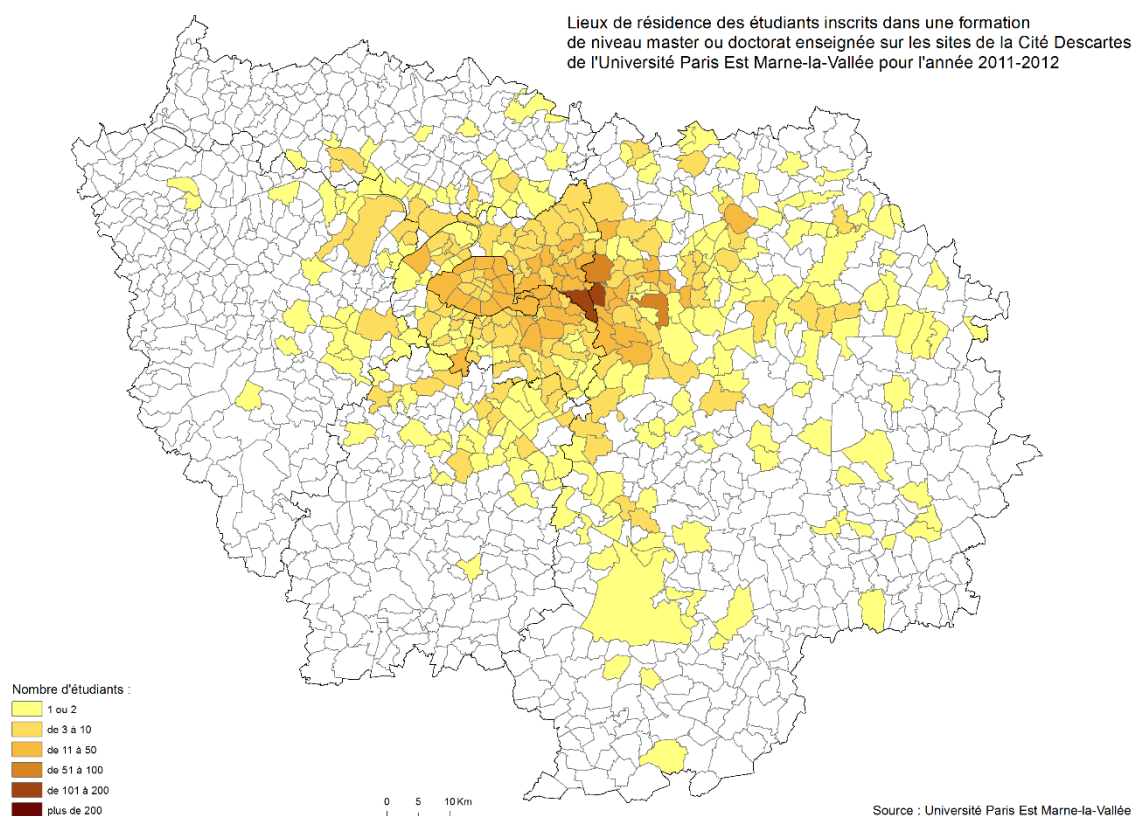 Lieux de résidence des étudiants inscrits dans une formation
de niveau master ou doctorat enseignée sur les sites de la Cité Descartes
de l'Université Paris Est Marne-la-Vallée pour l'année 2011-2012
Nombre d'étudiants :
1 ou 2
de 3 à 10
de 11 à 50
de 51 à 100
de 101 à 200
plus de 200
0 5 10 Km
Source : Université Paris Est Marne-la-Vallée